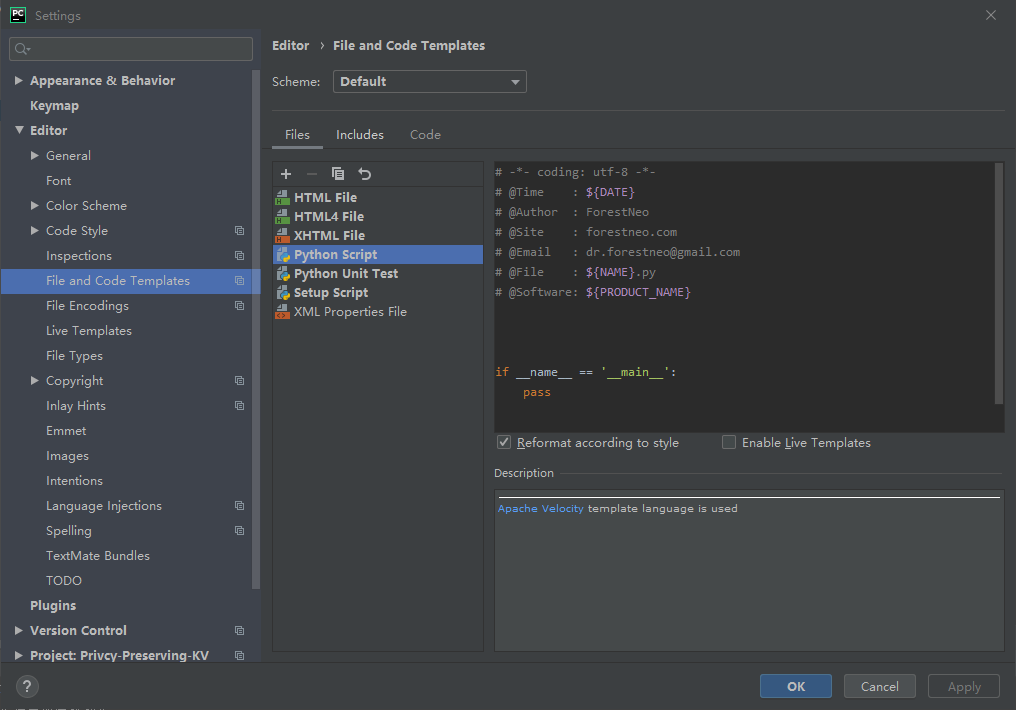 PC Settings
Appearance & Behavior
Keymap
Editor
General
Font
Color Scheme
Code Style
Inspections
File and Code Templates
File Encodings
Live Templates
File Types
Copyright
Inlay Hints
Emmet
Images
Intentions
Language Injections
Spelling
TextMate Bundles
TODO
Plugins
Version Control
Project: Privcy-Preserving-KV
Editor › File and Code Templates
Scheme: Default
Files Includes Code
HTML File
HTML4 File
XHTML File
Python Script
Python Unit Test
Setup Script
XML Properties File
# -*- coding: utf-8 -*-
# @Time    : ${DATE}
# @Author  : ForestNeo
# @Site    : forestneo.com
# @Email   : dr.forestneo@gmail.com
# @File    : ${NAME}.py
# @Software: ${PRODUCT_NAME}
if __name__ == '__main__':
    pass
Reformat according to style Enable Live Templates
Description
Apache Velocity template language is used
? OK Cancel Apply